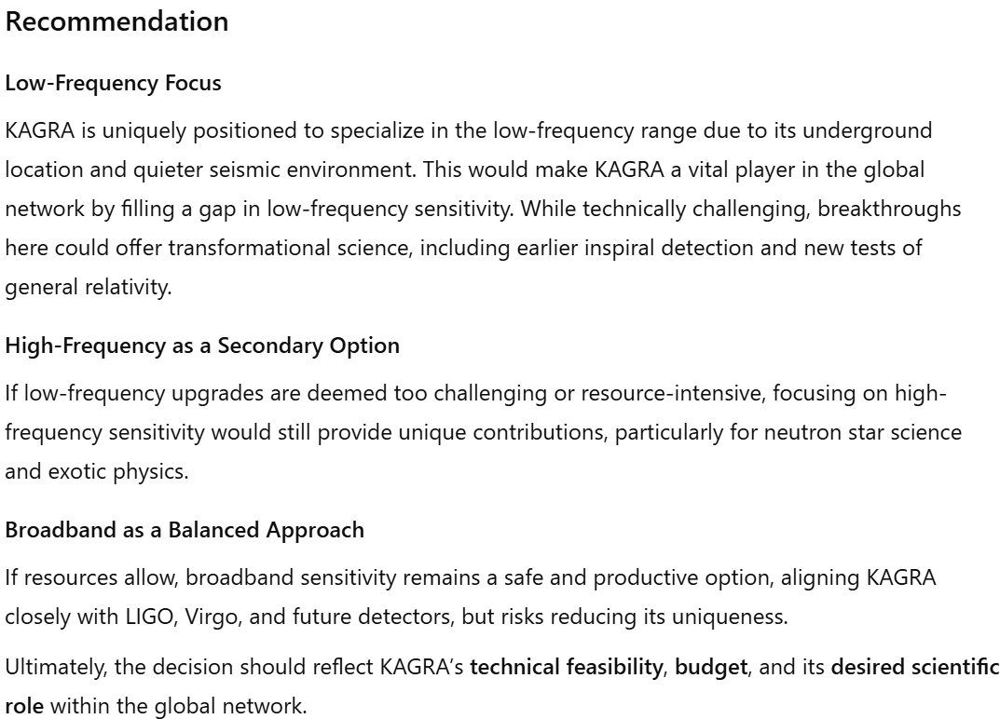 Recommendation
Low-Frequency Focus
KAGRA is uniquely positioned to specialize in the low-frequency range due to its underground
location and quieter seismic environment. This would make KAGRA a vital player in the global
network by filling a gap in low-frequency sensitivity. While technically challenging, breakthroughs
here could offer transformational science, including earlier inspiral detection and new tests of
general relativity.
High-Frequency as a Secondary Option
If low-frequency upgrades are deemed too challenging or resource-intensive, focusing on high-
frequency sensitivity would still provide unique contributions, particularly for neutron star science
and exotic physics.
Broadband as a Balanced Approach
If resources allow, broadband sensitivity remains a safe and productive option, aligning KAGRA
closely with LIGO, Virgo, and future detectors, but risks reducing its uniqueness.
Ultimately, the decision should reflect KAGRA’s technical feasibility, budget, and its desired scientific
role within the global network.